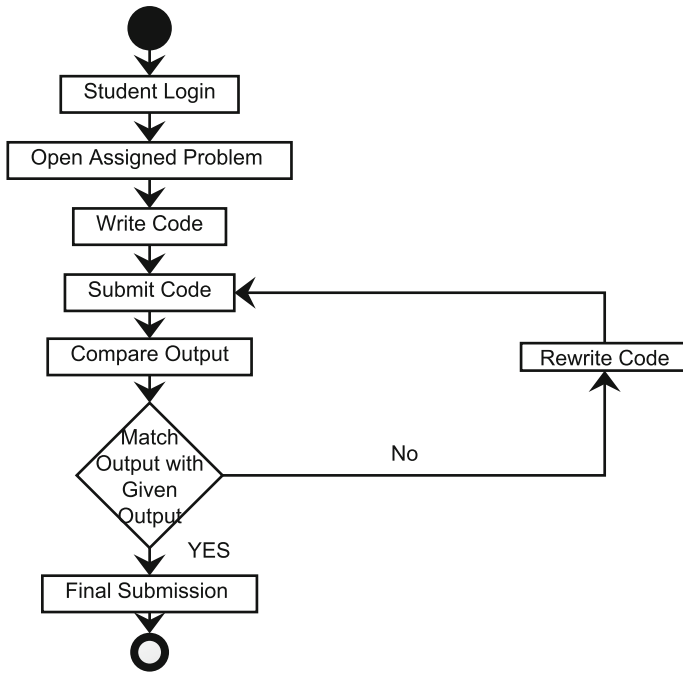 Student Login
Open Assigned Problem
Write Code
Submit Code
Compare Output
Rewrite Code
Match
Output with
Given
Output
No
YES
Final Submission